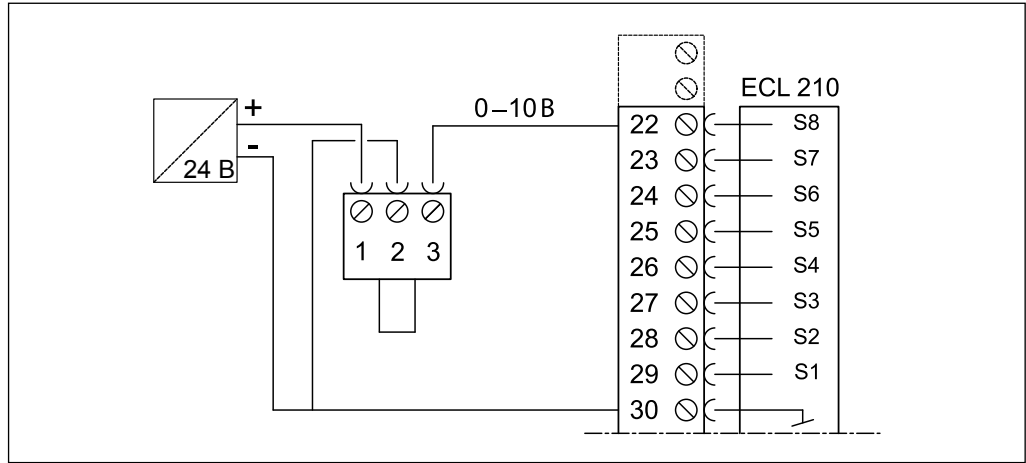 ECL 210
+
0–10 В
-
24 В
22 S8
23 S7
24 S6
25 S5
1 2 3
26 S4
27 S3
28 S2
29 S1
30